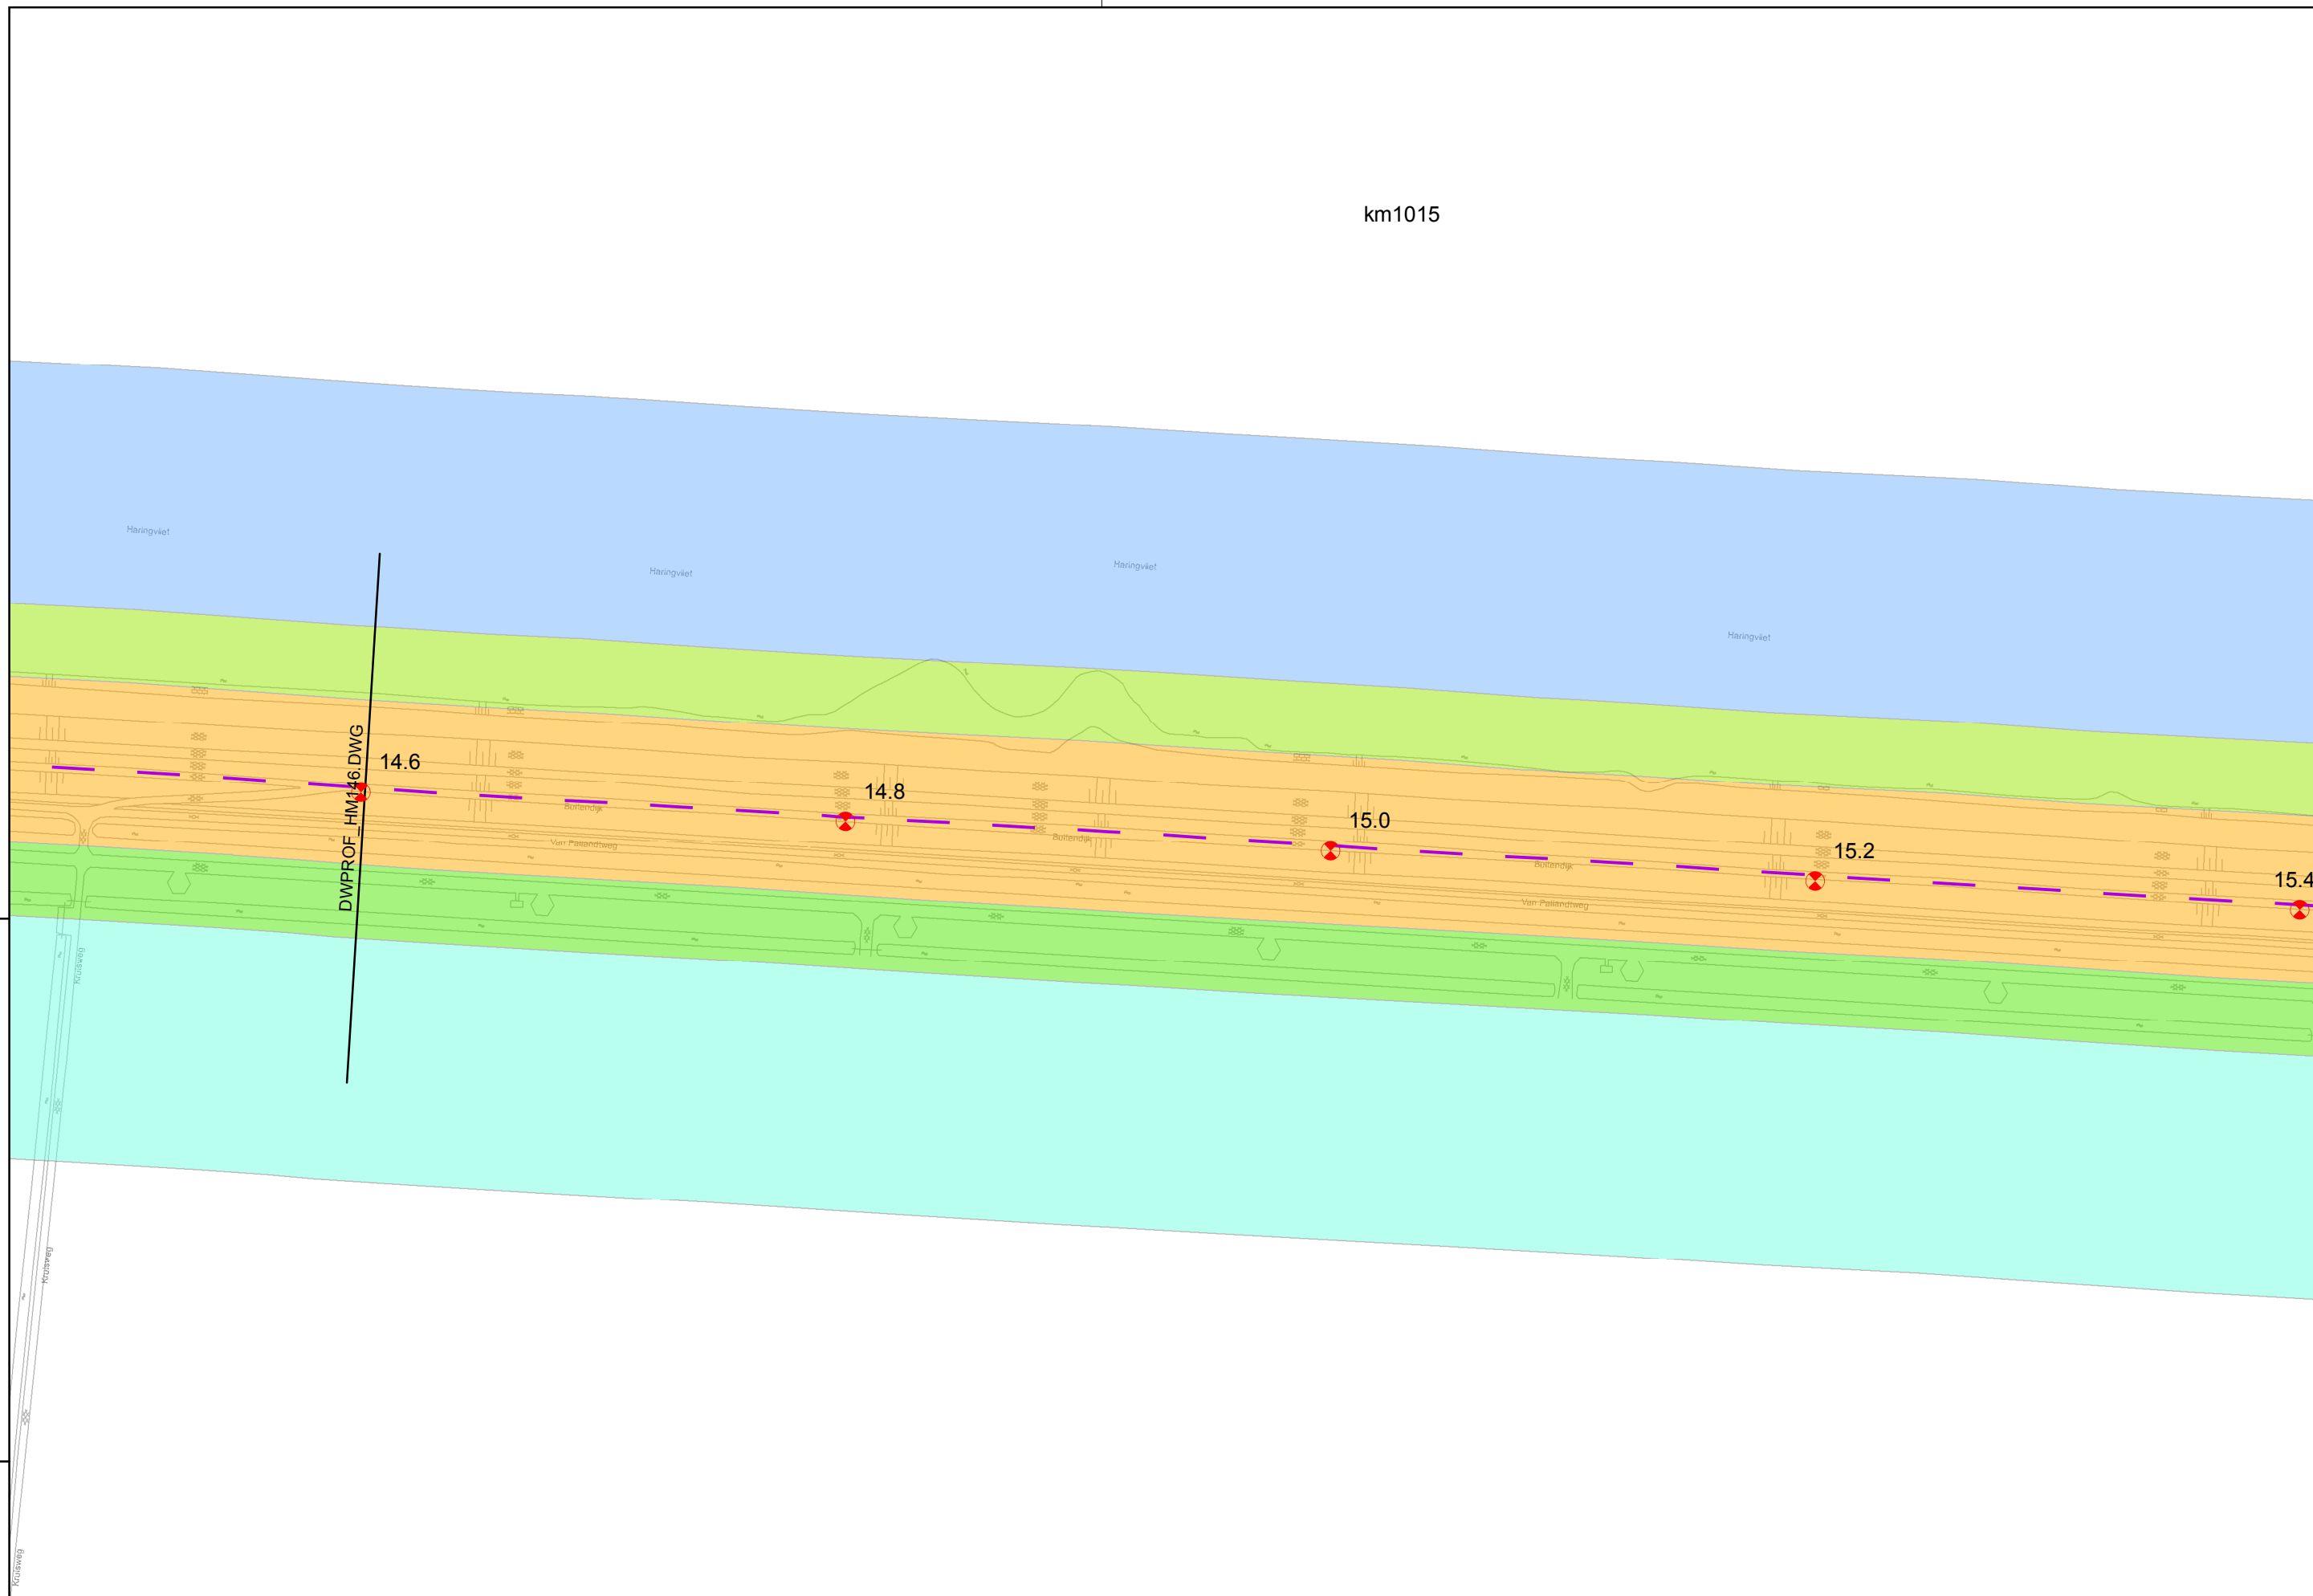 km1015
Haringvliet
Haringvliet
Haringvliet
Haringvliet
DWPROF_HM146.DWG
14.6
14.8
15.0
15.2
15.4
Buitendijk
Buitendijk
Buitendijk
Van Pallandtweg
Van Pallandtweg
Kruisweg
Kruisweg
Kruisweg